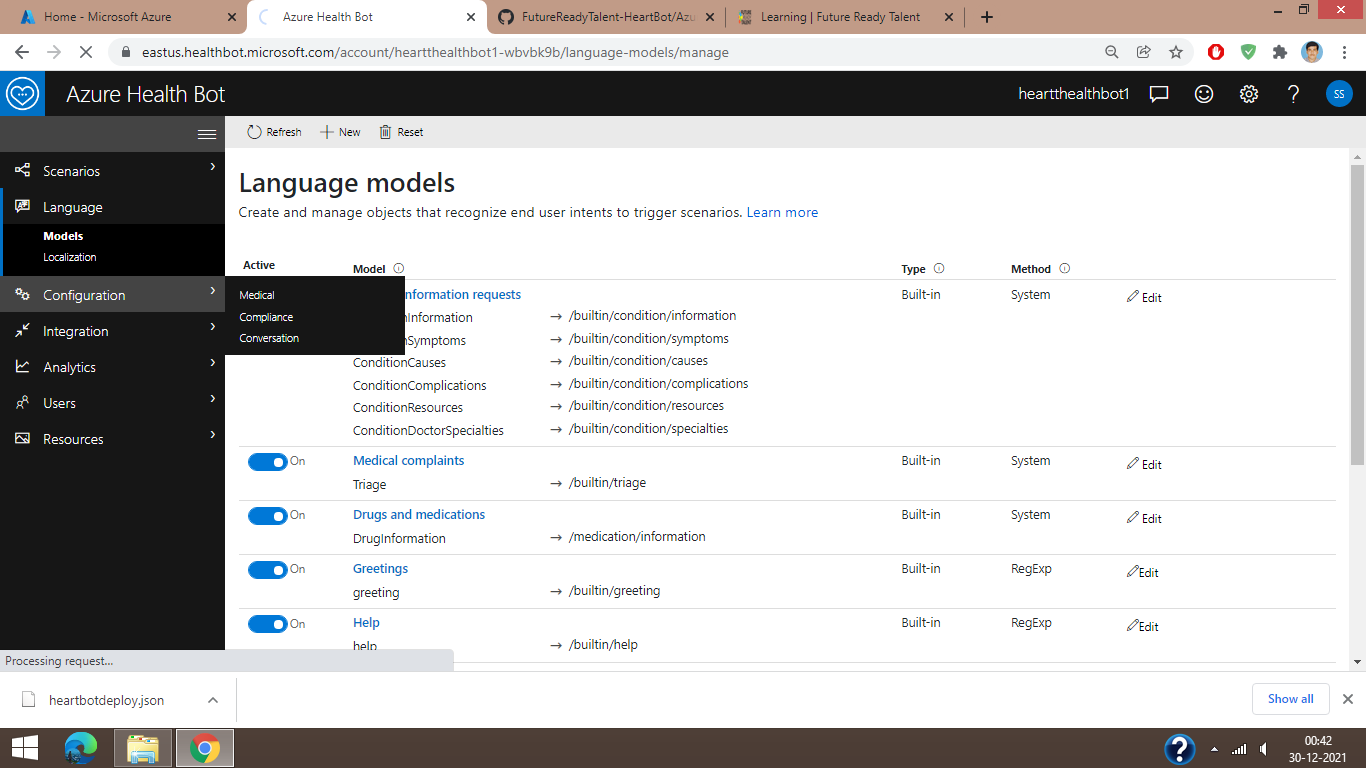 Home - Microsoft Azure
Azure Health Bot
FutureReadyTalent-HeartBot/Azu
Learning | Future Ready Talent
eastus.healthbot.microsoft.com/account/heartthealthbot1-wbvbk9b/language-models/manage
Azure Health Bot
heartthealthbot1
?
SS
Refresh
New
Reset
Scenarios
Language
Models
Localization
Configuration
Integration
Analytics
Users
Resources
Medical
Compliance
Conversation
Language models
Create and manage objects that recognize end user intents to trigger scenarios. Learn more
Active Model Type Method
nformation requests Built-in System Edit
nInformation → /builtin/condition/information
nSymptoms → /builtin/condition/symptoms
ConditionCauses → /builtin/condition/causes
ConditionComplications → /builtin/condition/complications
ConditionResources → /builtin/condition/resources
ConditionDoctorSpecialties → /builtin/condition/specialties
On Medical complaints Built-in System Edit
Triage → /builtin/triage
On Drugs and medications Built-in System Edit
DrugInformation → /medication/information
On Greetings Built-in RegExp Edit
greeting → /builtin/greeting
On Help Built-in RegExp Edit
help → /builtin/help
Processing request...
heartbotdeploy.json
Show all
?
00:42
30-12-2021